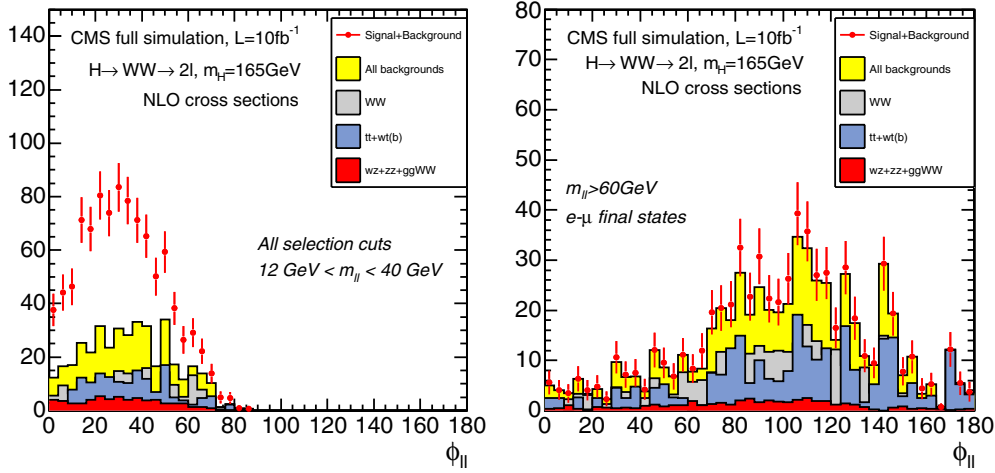 CMS full simulation, L=10fb⁻¹
H→ WW→ 2l, m_H=165GeV
NLO cross sections
Signal+Background
All backgrounds
WW
tt+wt(b)
wz+zz+ggWW
All selection cuts
12 GeV < m_ll < 40 GeV
140
120
100
80
60
40
20
0
0 20 40 60 80 100 120 140 160 180
ϕ_ll
CMS full simulation, L=10fb⁻¹
H→ WW→ 2l, m_H=165GeV
NLO cross sections
Signal+Background
All backgrounds
WW
tt+wt(b)
wz+zz+ggWW
m_ll>60GeV
e-μ final states
80
70
60
50
40
30
20
10
0
0 20 40 60 80 100 120 140 160 180
ϕ_ll